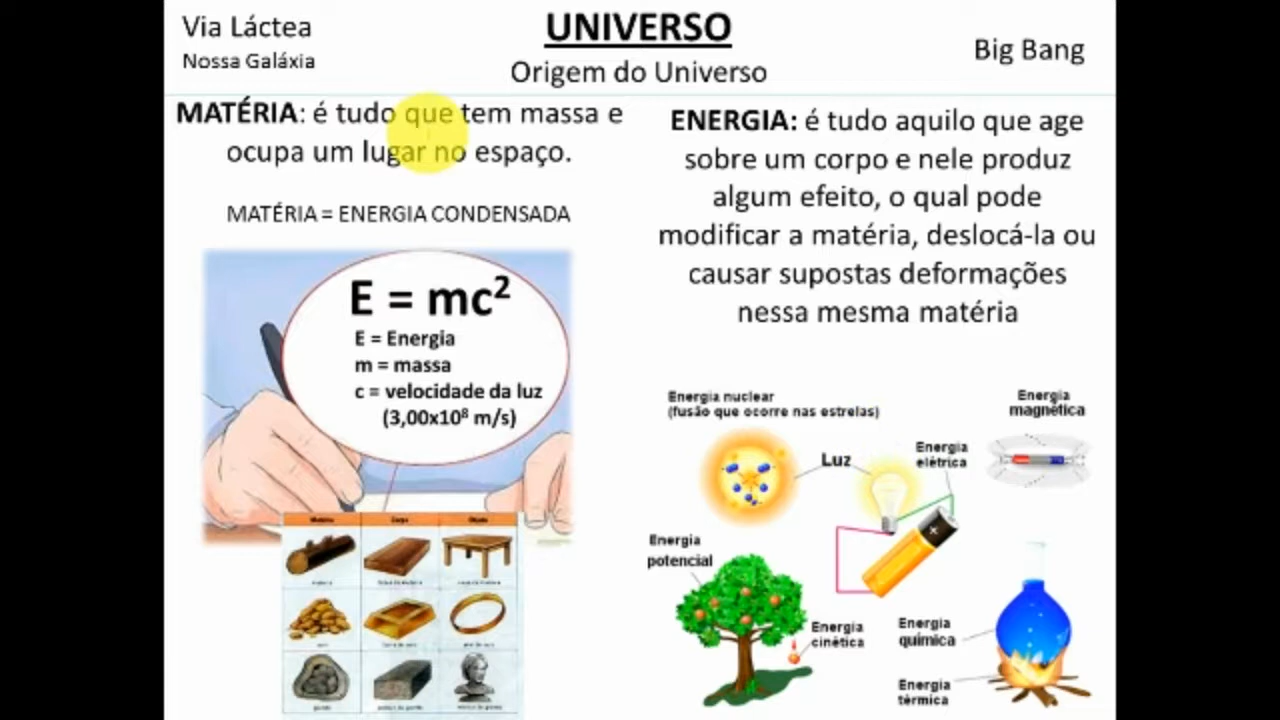 Via Láctea
Nossa Galáxia
UNIVERSO
Origem do Universo
Big Bang
MATÉRIA: é tudo que tem massa e
ocupa um lugar no espaço.
MATÉRIA = ENERGIA CONDENSADA
E = mc²
E = Energia
m = massa
c = velocidade da luz
(3,00x10⁸ m/s)
Matéria Corpo Objeto
ENERGIA: é tudo aquilo que age
sobre um corpo e nele produz
algum efeito, o qual pode
modificar a matéria, deslocá-la ou
causar supostas deformações
nessa mesma matéria
Energia nuclear
(fusão que ocorre nas estrelas)
Luz
Energia
elétrica
Energia
magnética
Energia
potencial
+
Energia
cinética
Energia
química
Energia
térmica